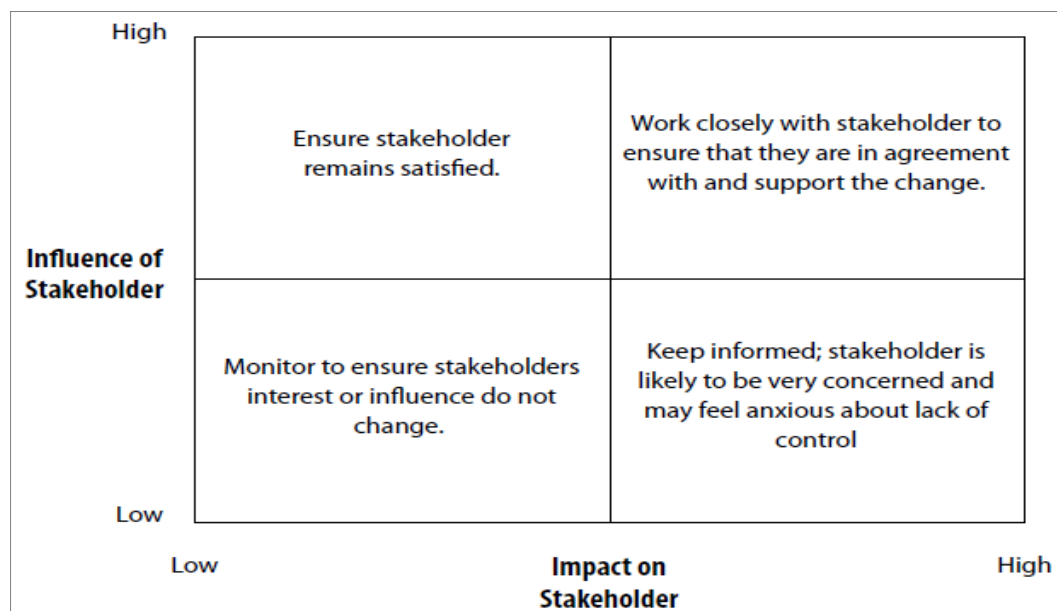 High
Ensure stakeholder
remains satisfied.
Work closely with stakeholder to
ensure that they are in agreement
with and support the change.
Influence of
Stakeholder
Monitor to ensure stakeholders
interest or influence do not
change.
Keep informed; stakeholder is
likely to be very concerned and
may feel anxious about lack of
control
Low
Low
Impact on
Stakeholder
High